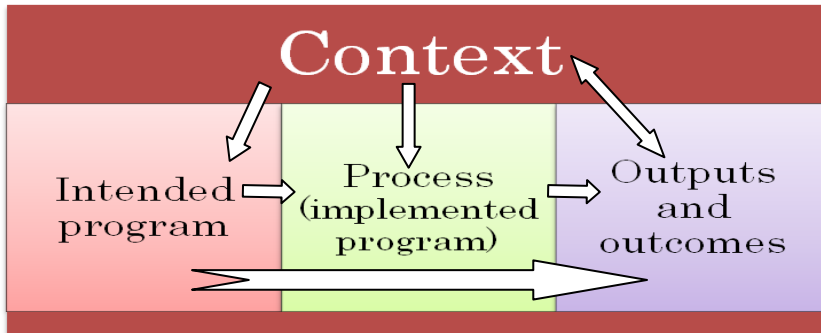 Context
Intended
program
Process
(implemented
program)
Outputs
and
outcomes